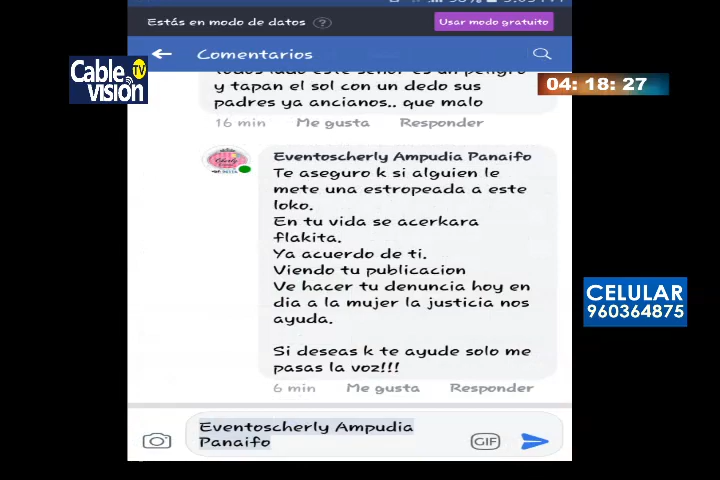 Estás en modo de datos ?
Usar modo gratuito
Comentarios
Cable TV
visión
04:18:27
y tapan el sol con un dedo sus
padres ya ancianos.. que malo
16 min Me gusta Responder
Eventoscherly Ampudia Panaifo
Te aseguro k si alguien le
mete una estropeada a este
loko.
En tu vida se acerkara
flakita.
Ya acuerdo de ti.
Viendo tu publicacion
Ve hacer tu denuncia hoy en
dia a la mujer la justicia nos
ayuda.
Si deseas k te ayude solo me
pasas la voz!!!
6 min Me gusta Responder
CELULAR
960364875
Eventoscherly Ampudia
Panaifo
GIF